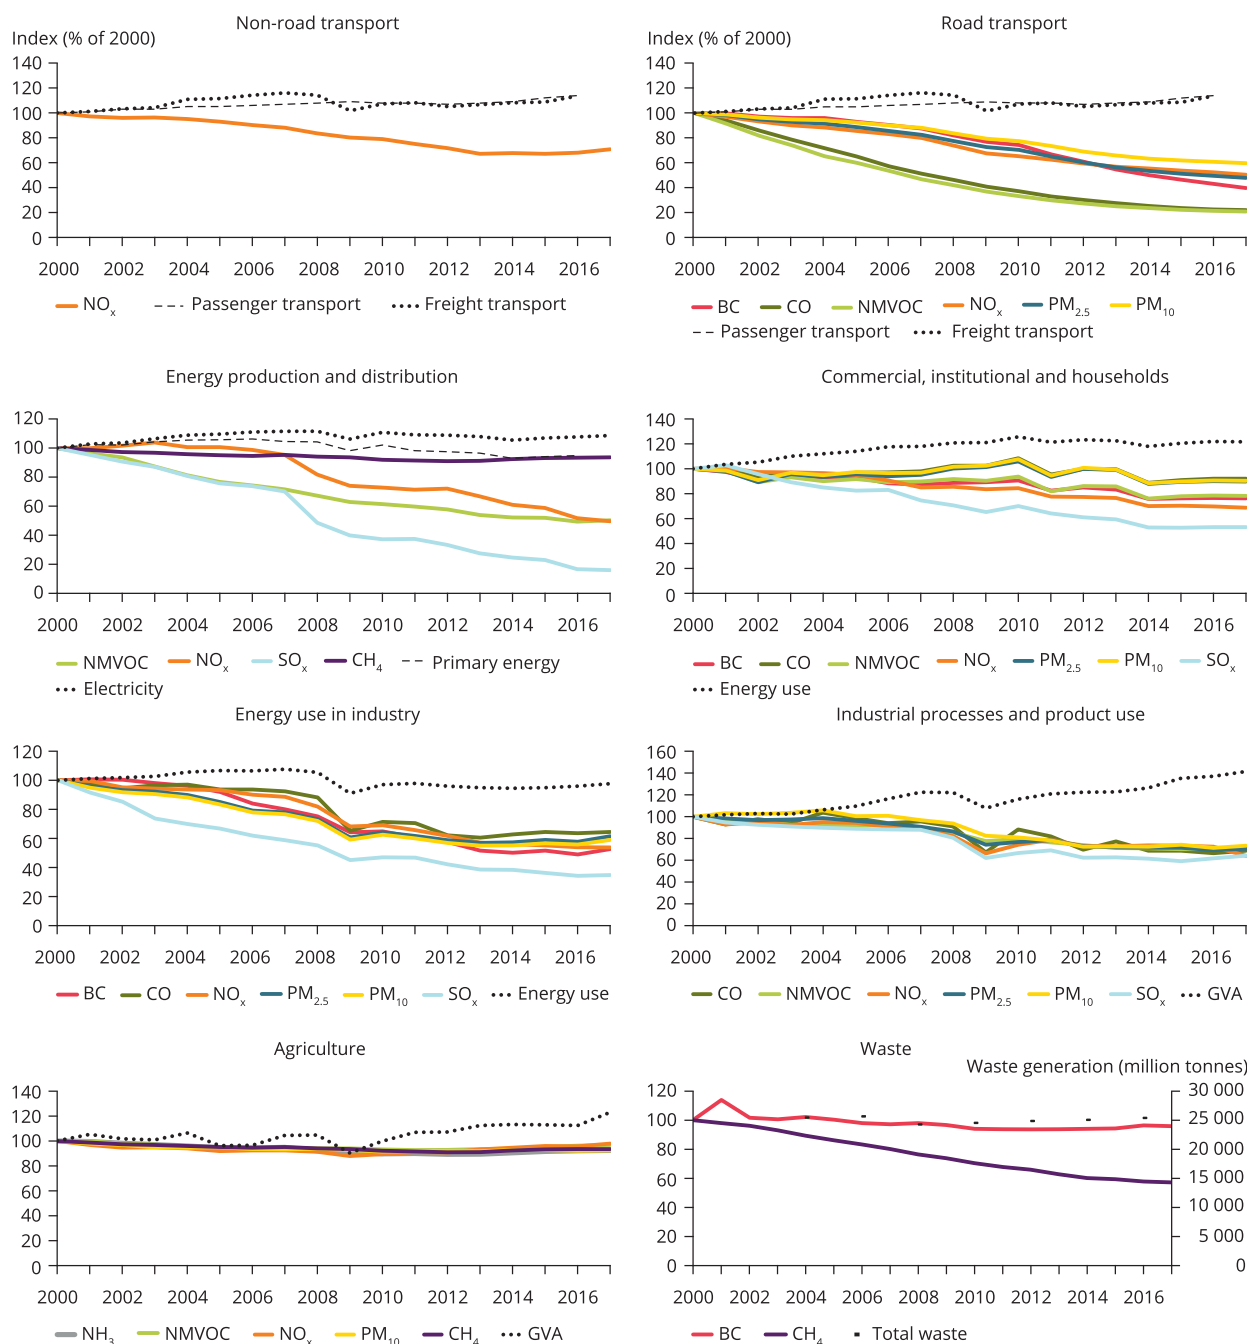 Non-road transport
Index (% of 2000)
140
120
100
80
60
40
20
0
2000 2002 2004 2006 2008 2010 2012 2014 2016
NOx Passenger transport Freight transport
Road transport
Index (% of 2000)
140
120
100
80
60
40
20
0
2000 2002 2004 2006 2008 2010 2012 2014 2016
BC CO NMVOC NOx PM2.5 PM10
Passenger transport Freight transport
Energy production and distribution
120
100
80
60
40
20
0
2000 2002 2004 2006 2008 2010 2012 2014 2016
NMVOC NOx SOx CH4 Primary energy
Electricity
Commercial, institutional and households
140
120
100
80
60
40
20
0
2000 2002 2004 2006 2008 2010 2012 2014 2016
BC CO NMVOC NOx PM2.5 PM10 SOx
Energy use
Energy use in industry
120
100
80
60
40
20
0
2000 2002 2004 2006 2008 2010 2012 2014 2016
BC CO NOx PM2.5 PM10 SOx Energy use
Industrial processes and product use
160
140
120
100
80
60
40
20
0
2000 2002 2004 2006 2008 2010 2012 2014 2016
CO NMVOC NOx PM2.5 PM10 SOx GVA
Agriculture
140
120
100
80
60
40
20
0
2000 2002 2004 2006 2008 2010 2012 2014 2016
NH3 NMVOC NOx PM10 CH4 GVA
Waste
Waste generation (million tonnes)
120
100
80
60
40
20
0
30 000
25 000
20 000
15 000
10 000
5 000
0
2000 2002 2004 2006 2008 2010 2012 2014 2016
BC CH4 Total waste